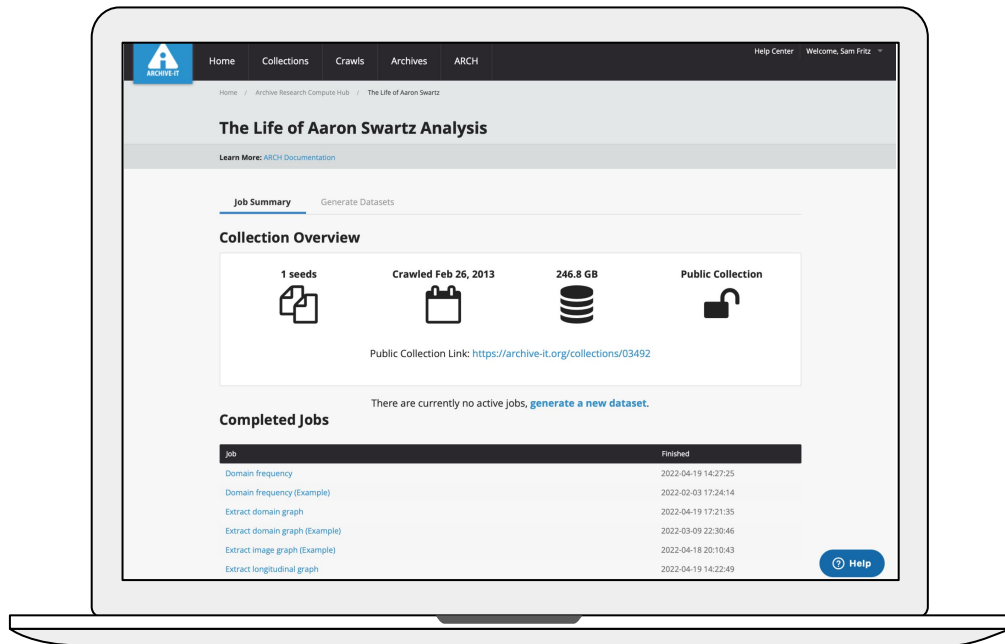 ARCHIVE-IT
Home Collections Crawls Archives ARCH Help Center Welcome, Sam Fritz
Home / Archive Research Compute Hub / The Life of Aaron Swartz
The Life of Aaron Swartz Analysis
Learn More: ARCH Documentation
Job Summary Generate Datasets
Collection Overview
1 seeds Crawled Feb 26, 2013 246.8 GB Public Collection
Public Collection Link: https://archive-it.org/collections/03492
There are currently no active jobs, generate a new dataset.
Completed Jobs
Job Finished
Domain frequency 2022-04-19 14:27:25
Domain frequency (Example) 2022-02-03 17:24:14
Extract domain graph 2022-04-19 17:21:35
Extract domain graph (Example) 2022-03-09 22:30:46
Extract image graph (Example) 2022-04-18 20:10:43
Extract longitudinal graph 2022-04-19 14:22:49
? Help